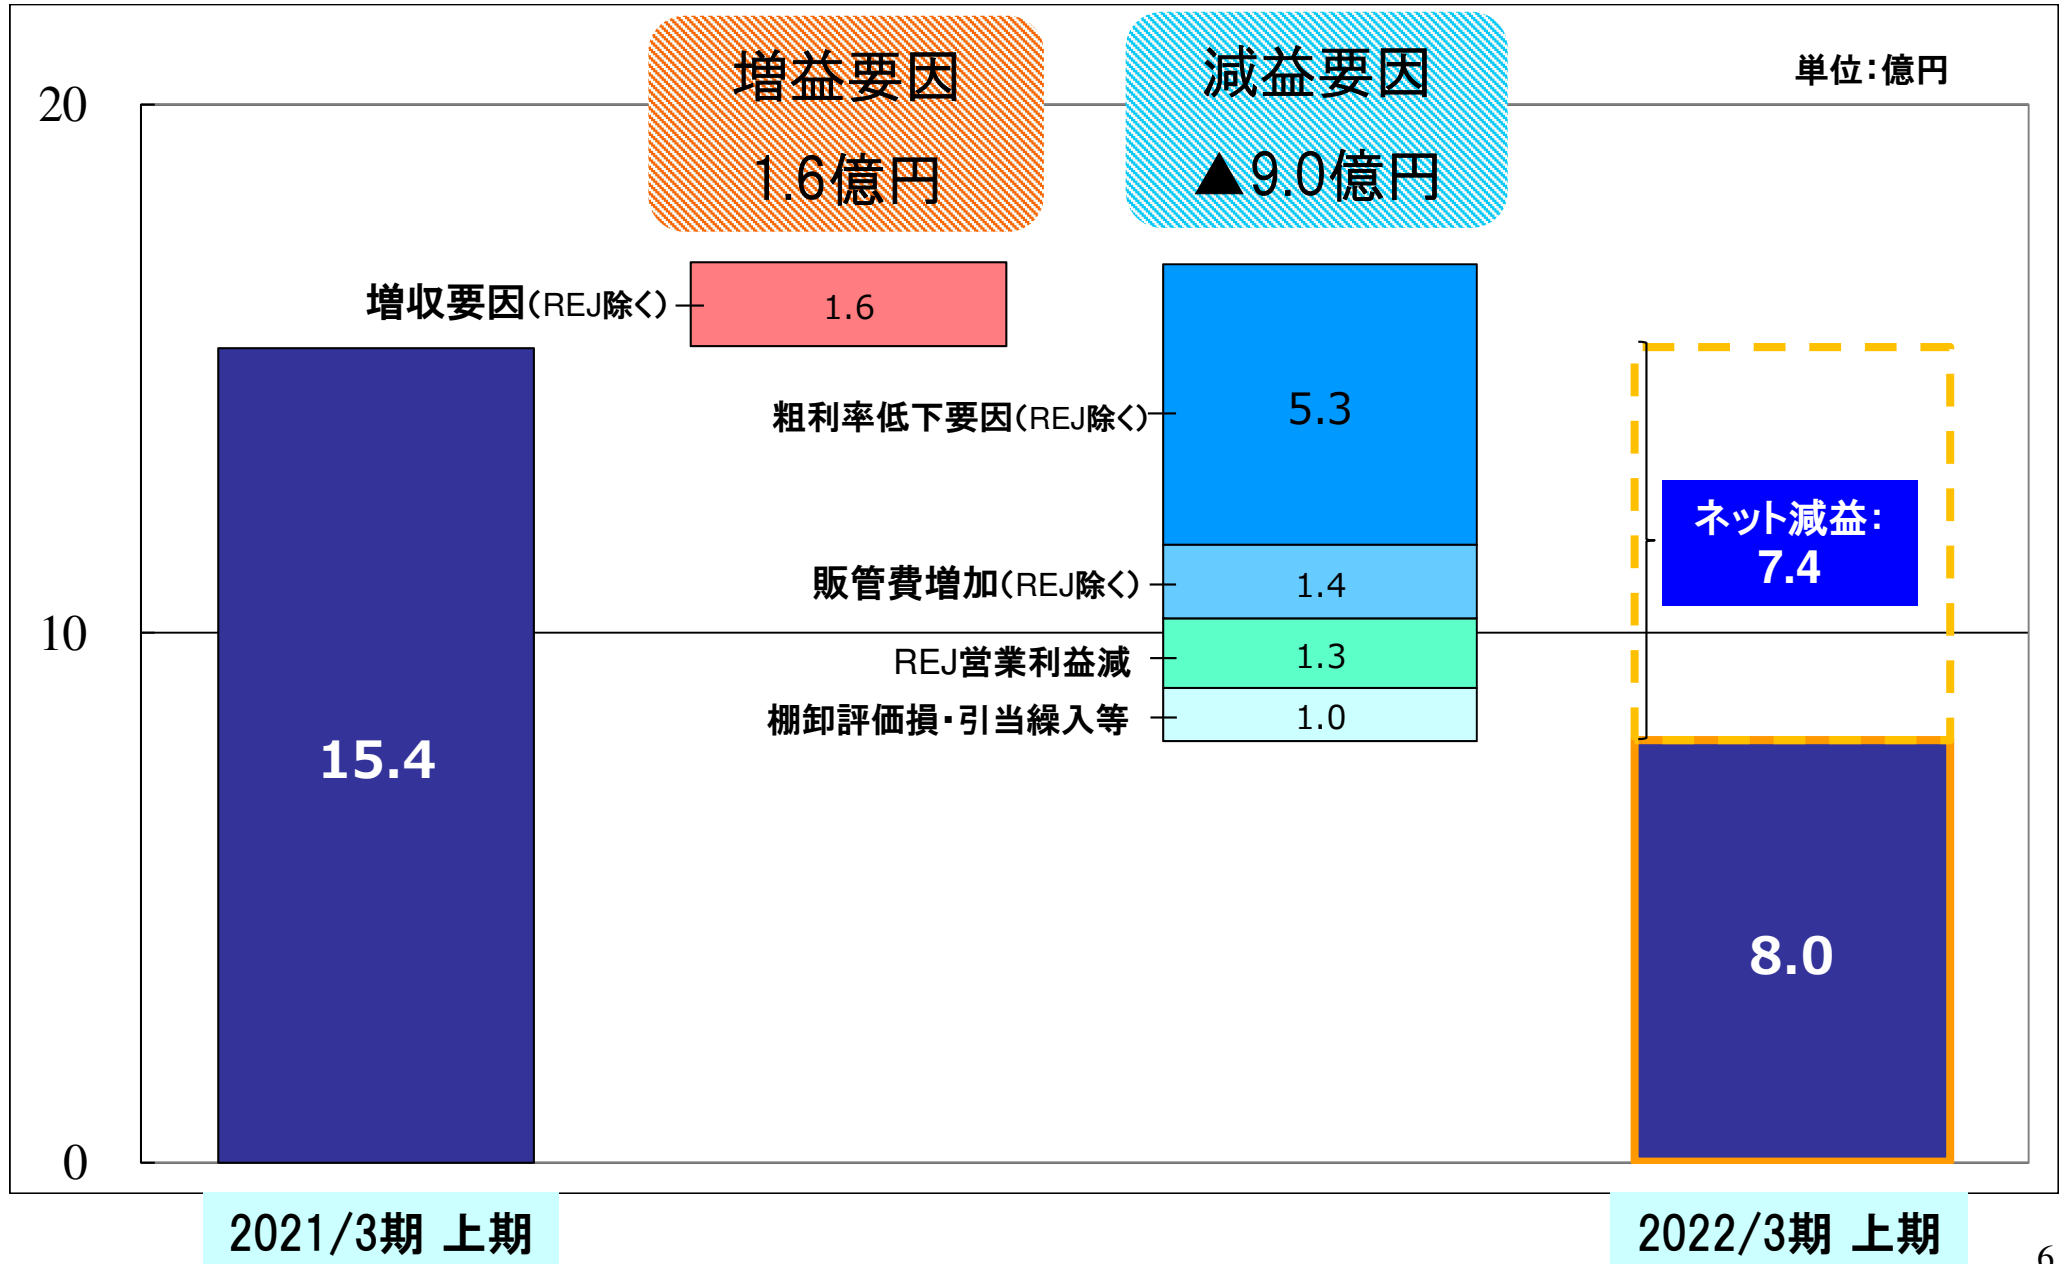 増益要因
1.6億円
減益要因
▲9.0億円
単位：億円
20
10
0
増収要因（REJ除く）
1.6
粗利率低下要因（REJ除く）
5.3
販管費増加（REJ除く）
1.4
REJ営業利益減
1.3
棚卸評価損・引当繰入等
1.0
15.4
ネット減益：
7.4
8.0
2021/3期 上期
2022/3期 上期
6